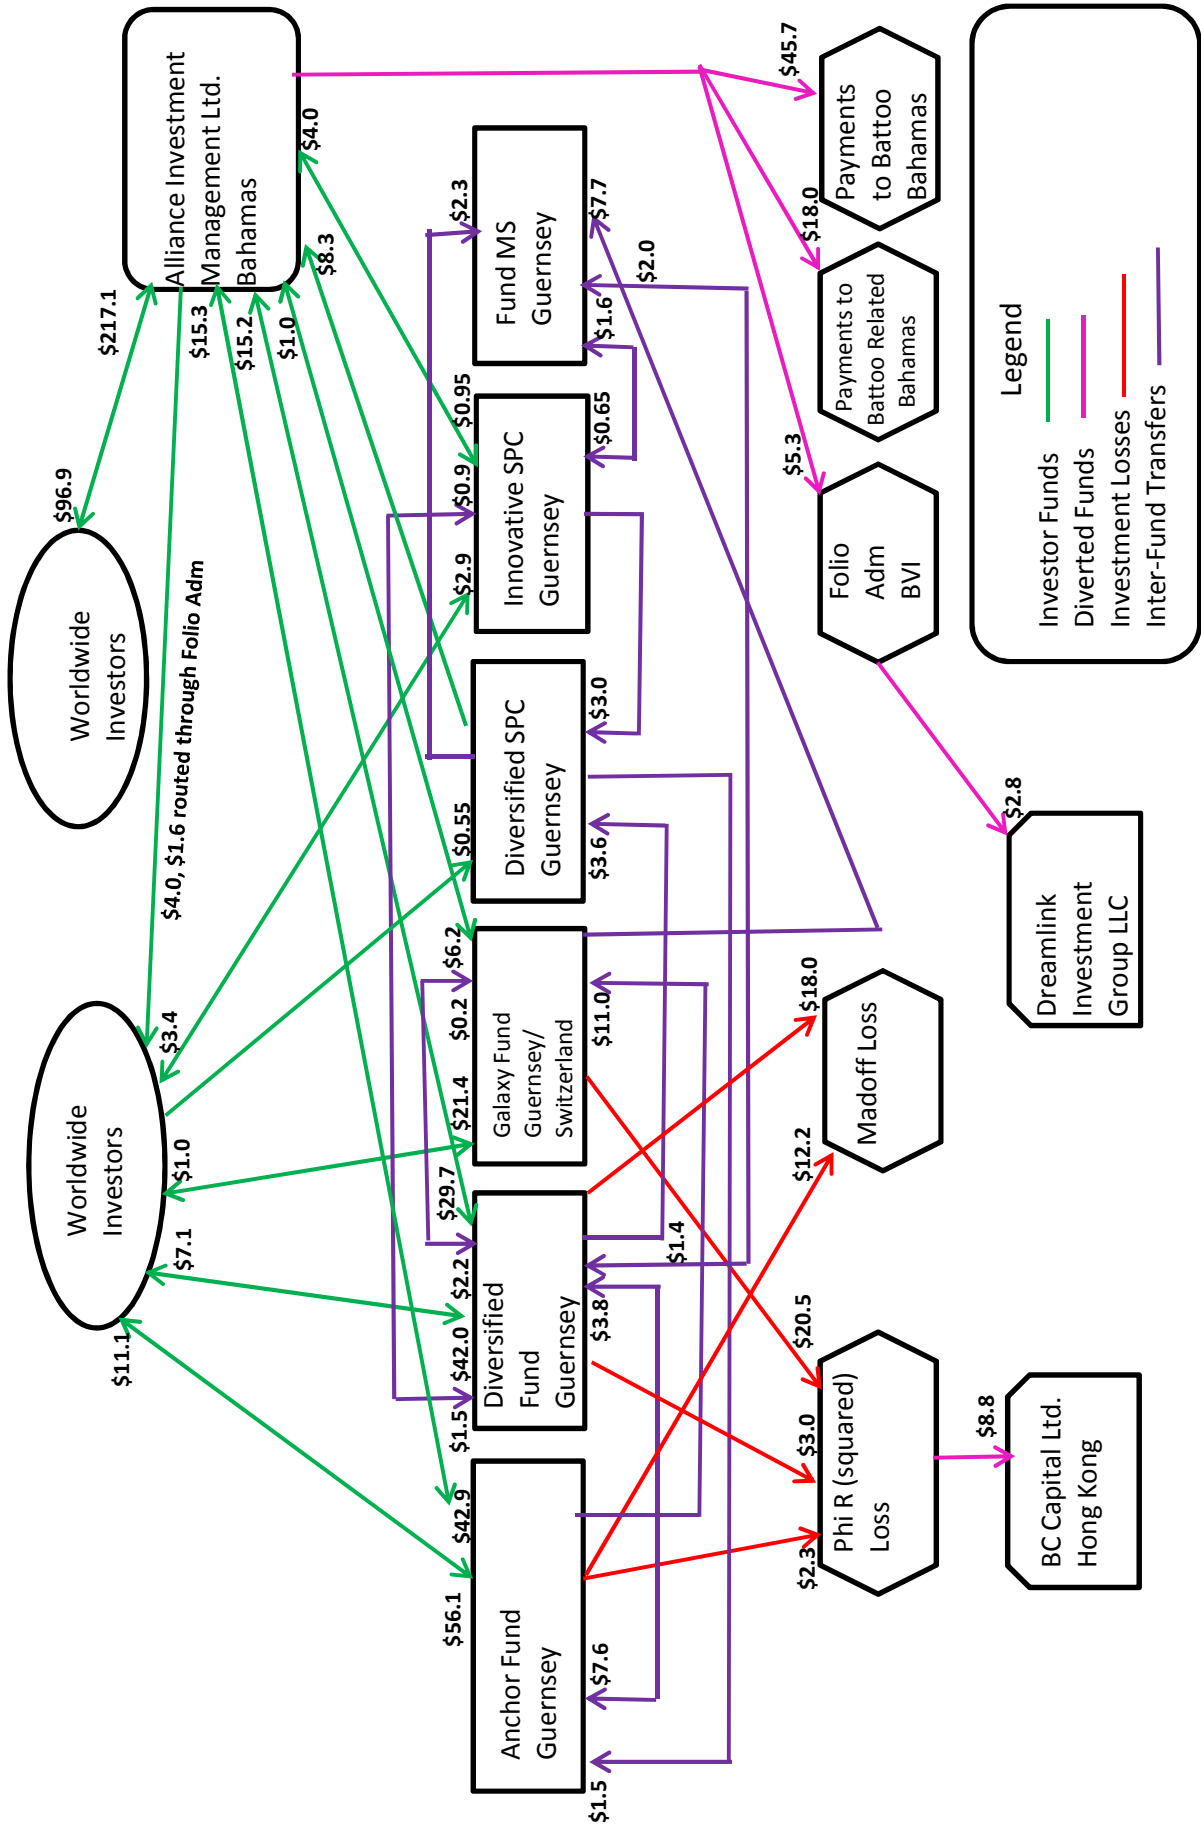 Worldwide
Investors
Worldwide
Investors
Alliance Investment
Management Ltd.
Bahamas
$11.1
$7.1
$1.0
$3.4
$4.0, $1.6 routed through Folio Adm
$96.9
$217.1
$15.3
$15.2
$1.0
$8.3
$4.0
$56.1
$42.9
$1.5
$42.0
$2.2
$29.7
$21.4
$0.2
$6.2
$0.55
$2.9
$0.9
$0.95
$2.3
Anchor Fund
Guernsey
Diversified
Fund
Guernsey
Galaxy Fund
Guernsey/
Switzerland
Diversified SPC
Guernsey
Innovative SPC
Guernsey
Fund MS
Guernsey
$1.5
$7.6
$3.8
$1.4
$11.0
$3.6
$3.0
$0.65
$1.6
$2.0
$7.7
$2.3
$3.0
$20.5
$12.2
$18.0
$5.3
$18.0
$45.7
Phi R (squared)
Loss
Madoff Loss
Folio
Adm
BVI
Payments to
Battoo Related
Bahamas
Payments
to Battoo
Bahamas
$8.8
$2.8
BC Capital Ltd.
Hong Kong
Dreamlink
Investment
Group LLC
Legend
Investor Funds
Diverted Funds
Investment Losses
Inter-Fund Transfers